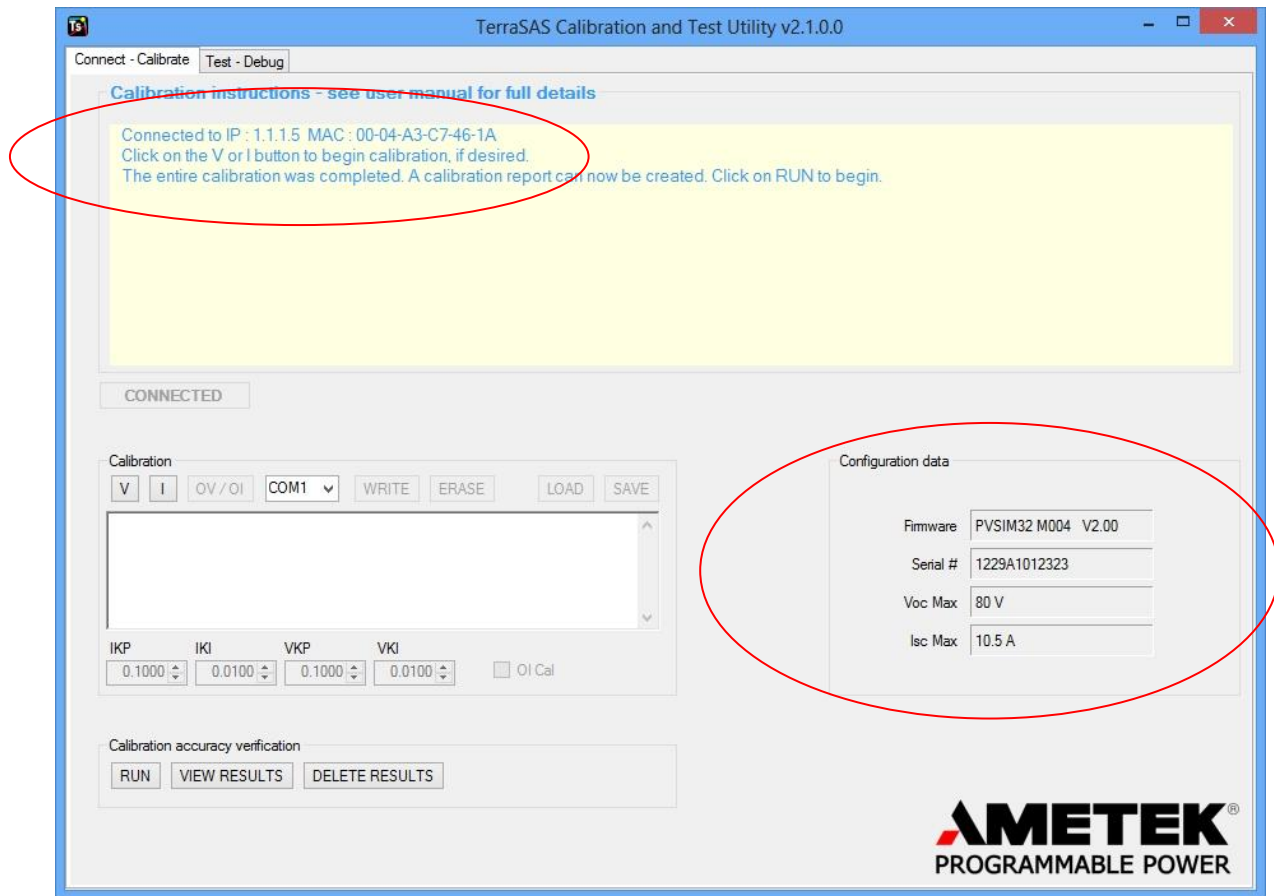 TerraSAS Calibration and Test Utility v2.1.0.0
Connect - Calibrate Test - Debug
Calibration instructions - see user manual for full details
Connected to IP : 1.1.1.5 MAC : 00-04-A3-C7-46-1A
Click on the V or I button to begin calibration, if desired.
The entire calibration was completed. A calibration report can now be created. Click on RUN to begin.
CONNECTED
Calibration
V I OV / OI COM1 WRITE ERASE LOAD SAVE
IKP IKI VKP VKI
0.1000 0.0100 0.1000 0.0100 OI Cal
Configuration data
Firmware PVSIM32 M004 V2.00
Serial # 1229A1012323
Voc Max 80 V
Isc Max 10.5 A
Calibration accuracy verification
RUN VIEW RESULTS DELETE RESULTS
AMETEK®
PROGRAMMABLE POWER